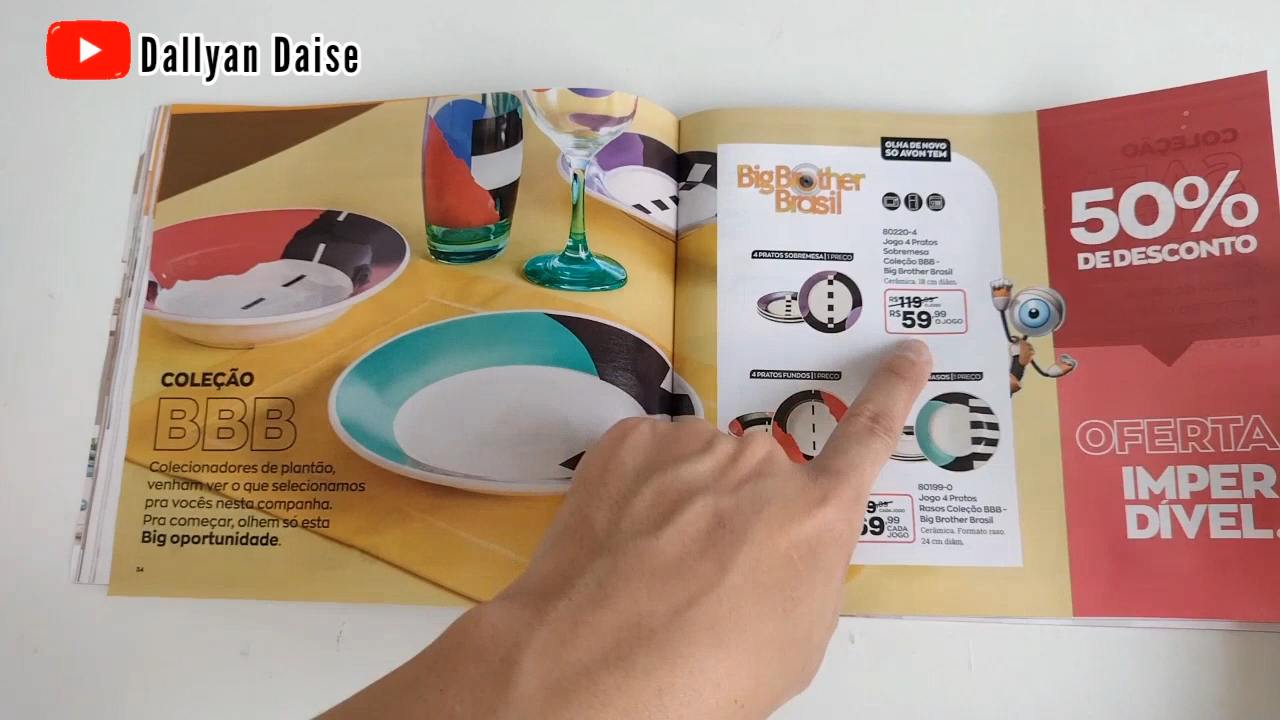 Dallyan Daise
COLEÇÃO
BBB
Colecionadores de plantão,
venham ver o que selecionamos
pra vocês nesta companha.
Pra começar, olhem só esta
Big oportunidade.
54
OLHA DE NOVO
SÓ AVON TEM
Big Brother
Brasil
80220-4
Jogo 4 Pratos
Sobremesa
Coleção BBB -
Big Brother Brasil
Cerâmica. 18 cm diâm.
4 PRATOS SOBREMESA | 1 PREÇO
R$ 119
R$ 59,99
O JOGO
4 PRATOS FUNDOS | 1 PREÇO
1 PREÇO
CADA JOGO
,99
CADA
JOGO
80199-0
Jogo 4 Pratos
Rasos Coleção BBB -
Big Brother Brasil
Cerâmica. Formato raso.
24 cm diâm.
50%
DE DESCONTO
OFERTA
IMPER
DÍVEL.